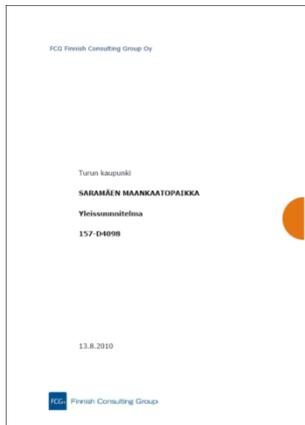 FCG Finnish Consulting Group Oy
Turun kaupunki
SARAMÄEN MAANKAATOPAIKKA
Yleissuunnitelma
157-D4098
13.8.2010
FCG Finnish Consulting Group